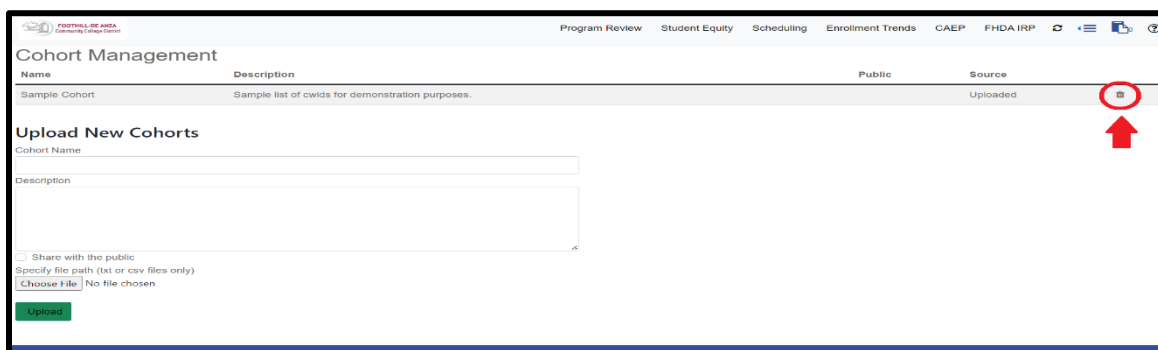 FOOTHILL-DE ANZA
Community College District
Program Review Student Equity Scheduling Enrollment Trends CAEP FHDA IRP
Cohort Management
Name Description Public Source
Sample Cohort Sample list of cwids for demonstration purposes. Uploaded
Upload New Cohorts
Cohort Name
Description
Share with the public
Specify file path (txt or csv files only)
Choose File No file chosen
Upload